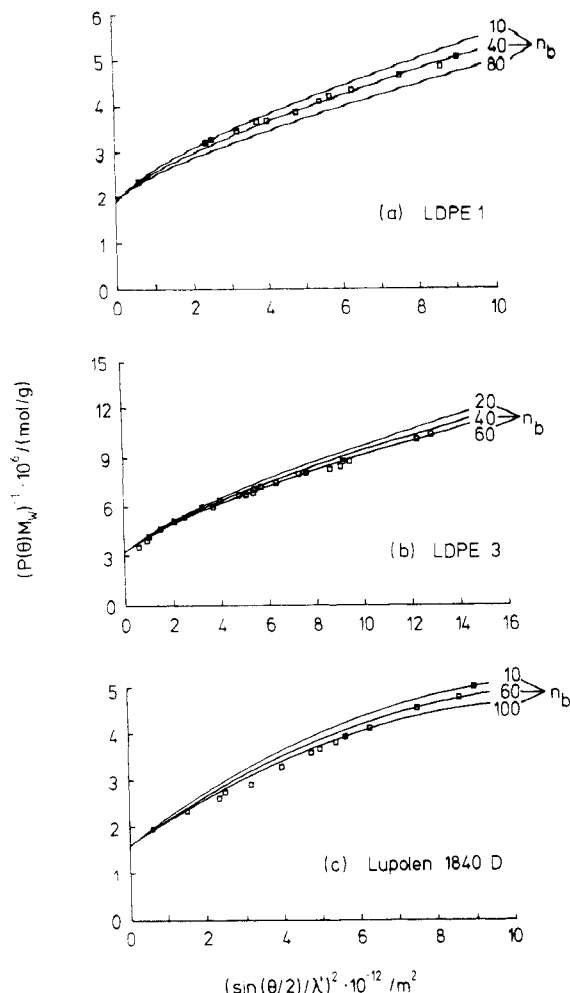 6
5
4
3
2
1
0
10
40
80
n_b
(a) LDPE 1
0 2 4 6 8 10
15
12
9
6
3
0
20
40
60
n_b
(b) LDPE 3
0 2 4 6 8 10 12 14 16
(P(θ)M_w)⁻¹ · 10⁶/(mol/g)
5
4
3
2
1
0
10
60
100
n_b
(c) Lupolen 1840 D
0 2 4 6 8 10
(sin(θ/2)/λ')² · 10⁻¹²/m²